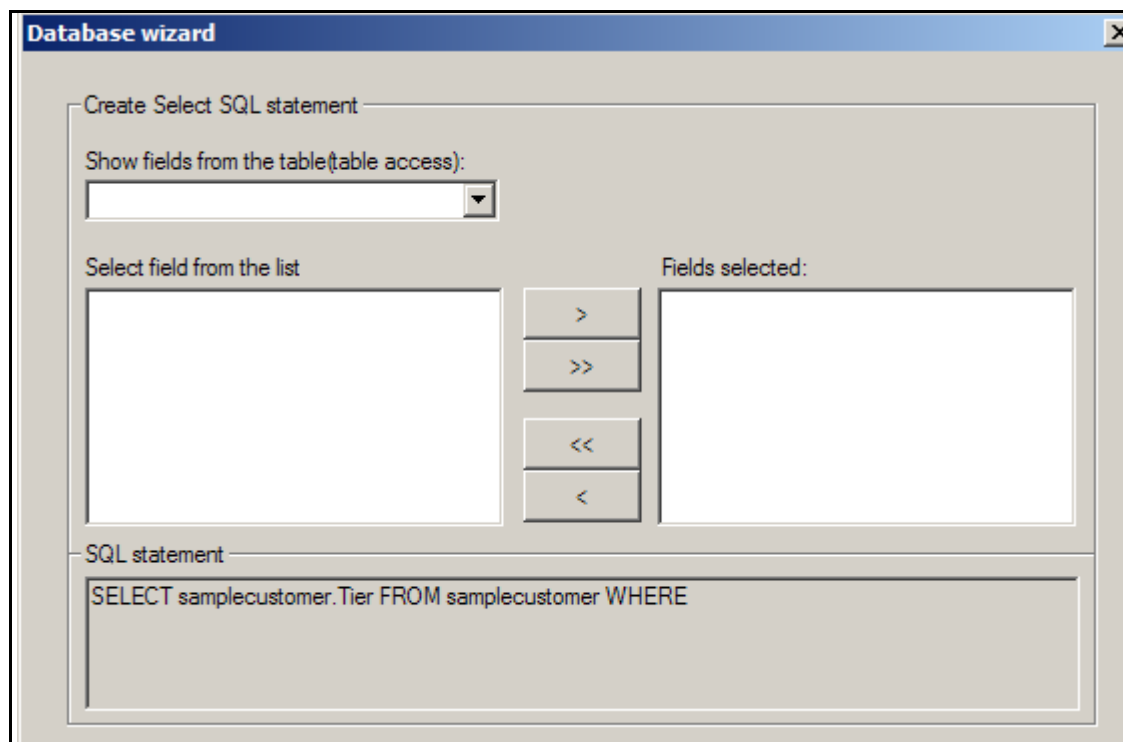 Database wizard
Create Select SQL statement
Show fields from the table(table access):
Select field from the list
Fields selected:
>
>>
<<
<
SQL statement
SELECT samplecustomer.Tier FROM samplecustomer WHERE